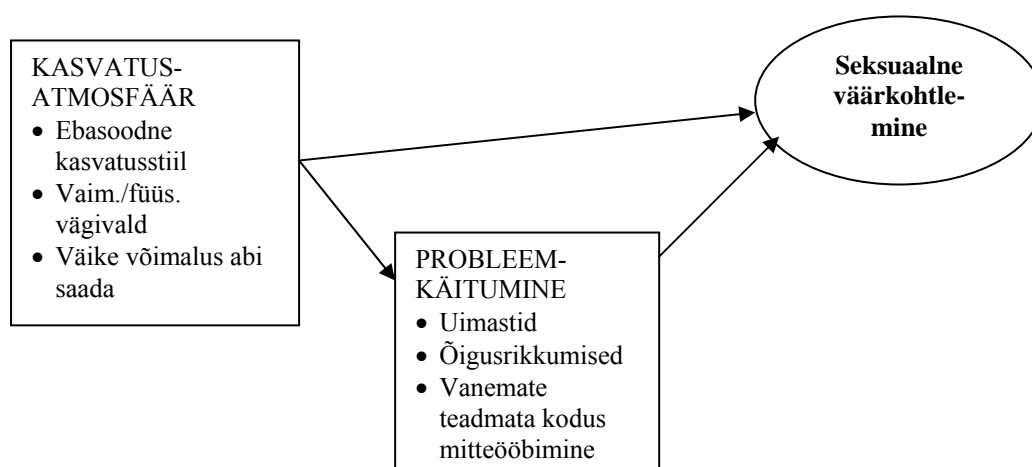 KASVATUS-
ATMOSFÄÄR
• Ebasoodne
kasvatusstiil
• Vaim./füüs.
vägivald
• Väike võimalus abi
saada
Seksuaalne
väärkohtle-
mine
PROBLEEM-
KÄITUMINE
• Uimastid
• Õigusrikkumised
• Vanemate
teadmata kodus
mitteööbimine